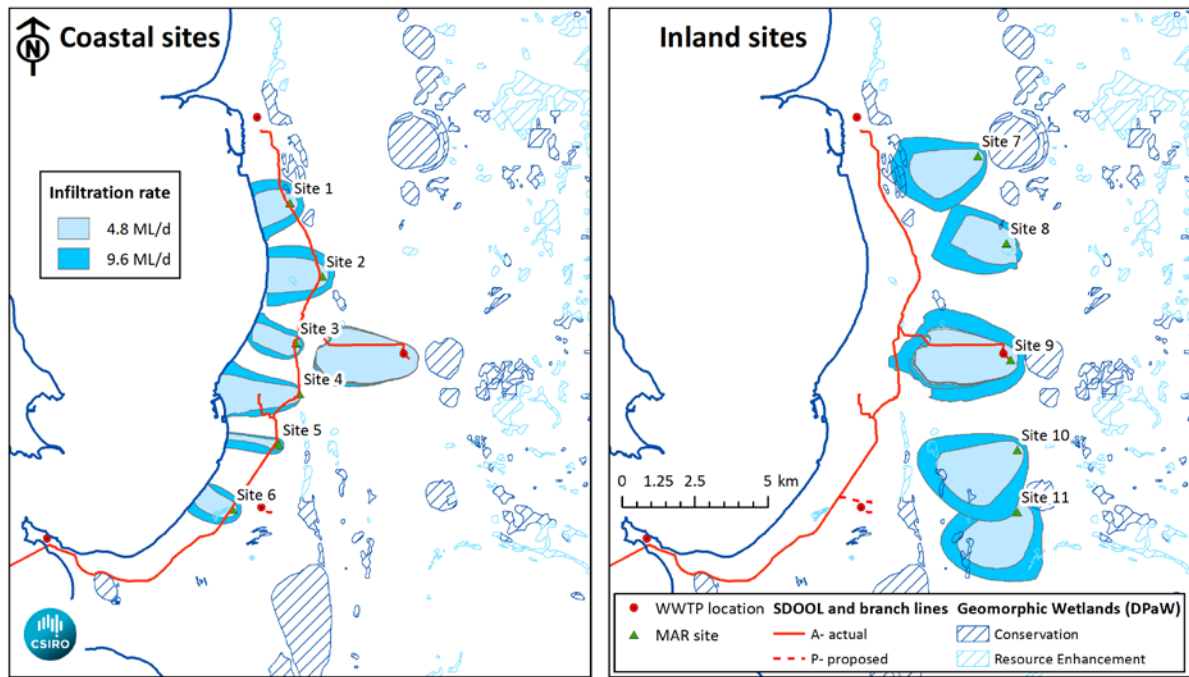 N
Coastal sites
Infiltration rate
4.8 ML/d
9.6 ML/d
Site 1
Site 2
Site 3
Site 4
Site 5
Site 6
CSIRO
Inland sites
Site 7
Site 8
Site 9
Site 10
Site 11
0 1.25 2.5 5 km
WWTP location
MAR site
SDOOL and branch lines
A- actual
P- proposed
Geomorphic Wetlands (DPaW)
Conservation
Resource Enhancement